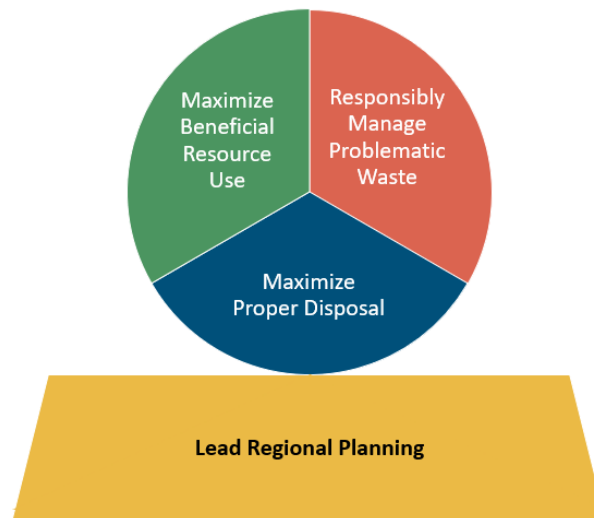 Maximize
Beneficial
Resource
Use
Responsibly
Manage
Problematic
Waste
Maximize
Proper Disposal
Lead Regional Planning